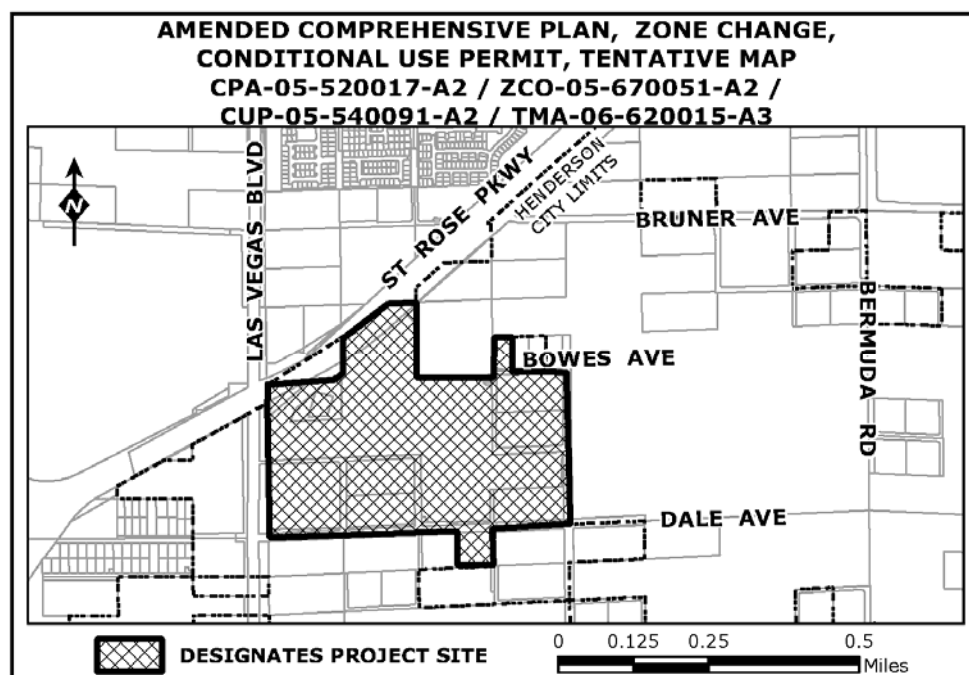 AMENDED COMPREHENSIVE PLAN, ZONE CHANGE,
CONDITIONAL USE PERMIT, TENTATIVE MAP
CPA-05-520017-A2 / ZCO-05-670051-A2 /
CUP-05-540091-A2 / TMA-06-620015-A3
N
LAS VEGAS BLVD
ST ROSE PKWY
HENDERSON
CITY LIMITS
BRUNER AVE
BERMUDA RD
BOWES AVE
DALE AVE
DESIGNATES PROJECT SITE
0 0.125 0.25 0.5
Miles